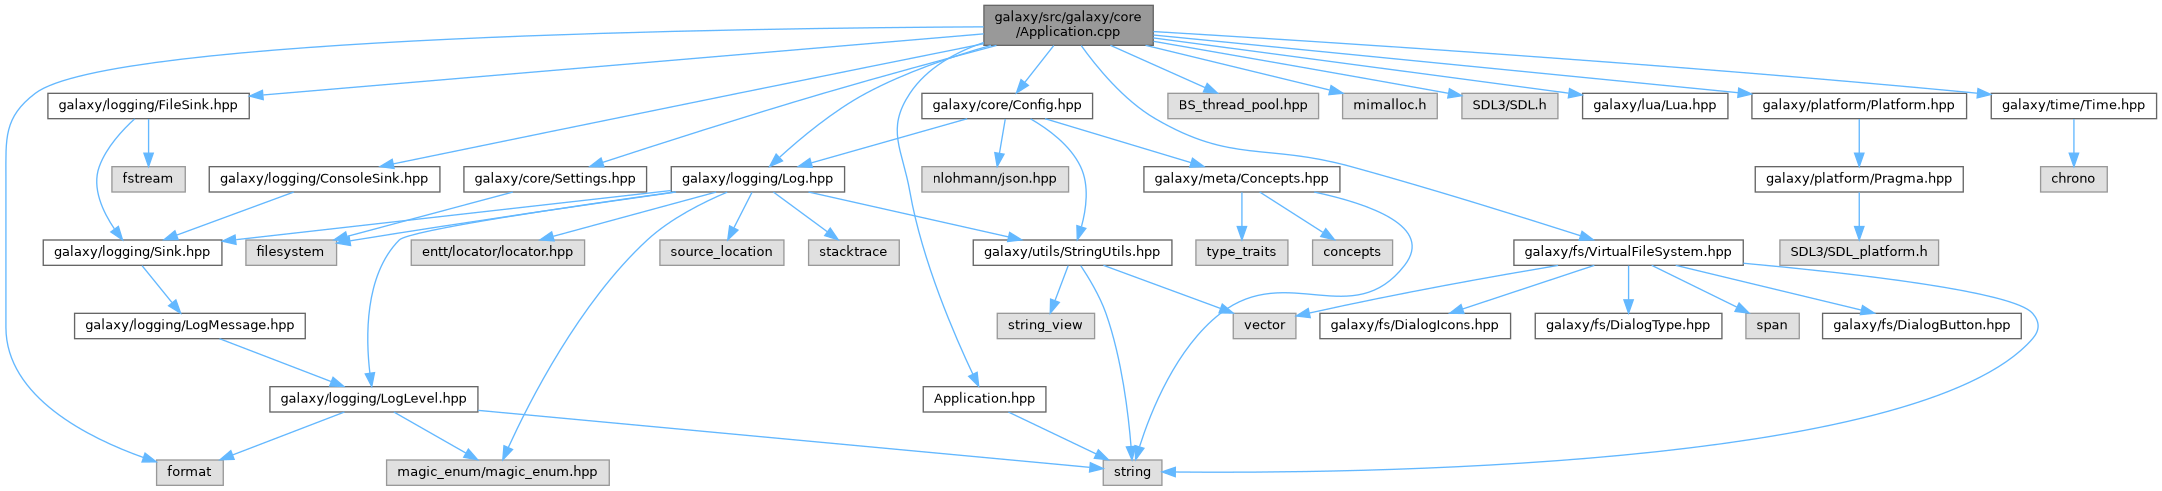 galaxy/src/galaxy/core
/Application.cpp
galaxy/logging/FileSink.hpp
galaxy/core/Config.hpp
BS_thread_pool.hpp
mimalloc.h
SDL3/SDL.h
galaxy/lua/Lua.hpp
galaxy/platform/Platform.hpp
galaxy/time/Time.hpp
fstream
galaxy/logging/ConsoleSink.hpp
galaxy/core/Settings.hpp
galaxy/logging/Log.hpp
nlohmann/json.hpp
galaxy/meta/Concepts.hpp
galaxy/platform/Pragma.hpp
chrono
galaxy/logging/Sink.hpp
filesystem
entt/locator/locator.hpp
source_location
stacktrace
galaxy/utils/StringUtils.hpp
type_traits
concepts
galaxy/fs/VirtualFileSystem.hpp
SDL3/SDL_platform.h
galaxy/logging/LogMessage.hpp
string_view
vector
galaxy/fs/DialogIcons.hpp
galaxy/fs/DialogType.hpp
span
galaxy/fs/DialogButton.hpp
galaxy/logging/LogLevel.hpp
Application.hpp
format
magic_enum/magic_enum.hpp
string